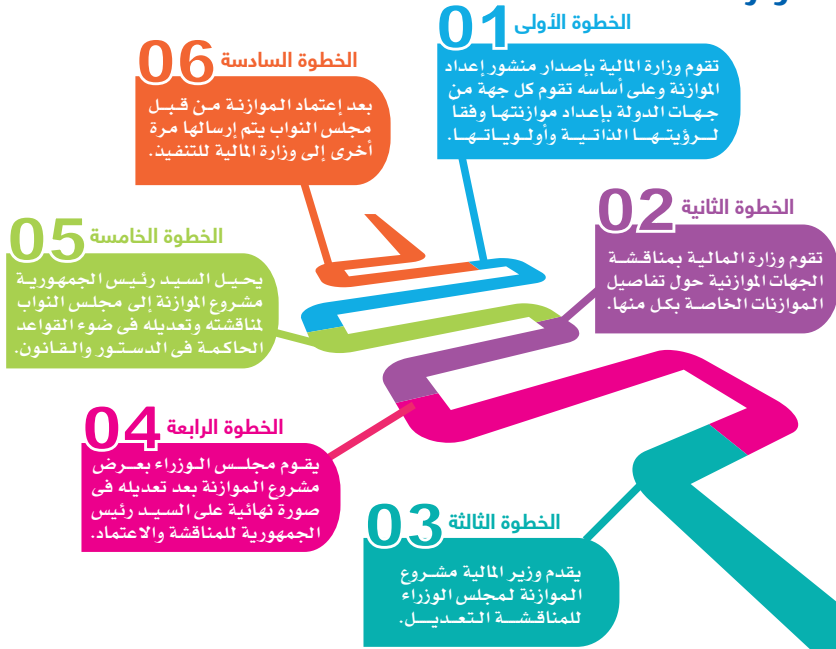 01
الخطوة الأولى
تقوم وزارة المالية بإصدار منشور إعداد
الموازنة وعلى أساسه تقوم كل جهة من
جهات الدولة بإعداد موازنتها وفقا
لرؤيتها الذاتية وأولوياتها.
02
الخطوة الثانية
تقوم وزارة المالية بمناقشة
الجهات الموازنية حول تفاصيل
الموازنات الخاصة بكل منها.
03
الخطوة الثالثة
يقدم وزير المالية مشروع
الموازنة لمجلس الوزراء
للمناقشة التعديل.
04
الخطوة الرابعة
يقوم مجلس الوزراء بعرض
مشروع الموازنة بعد تعديله فى
صورة نهائية على السيد رئيس
الجمهورية للمناقشة والاعتماد.
05
الخطوة الخامسة
يحيل السيد رئيس الجمهورية
مشروع الموازنة إلى مجلس النواب
لمناقشته وتعديله فى ضوء القواعد
الحاكمة فى الدستور والقانون.
06
الخطوة السادسة
بعد إعتماد الموازنة من قبل
مجلس النواب يتم إرسالها مرة
أخرى إلى وزارة المالية للتنفيذ.